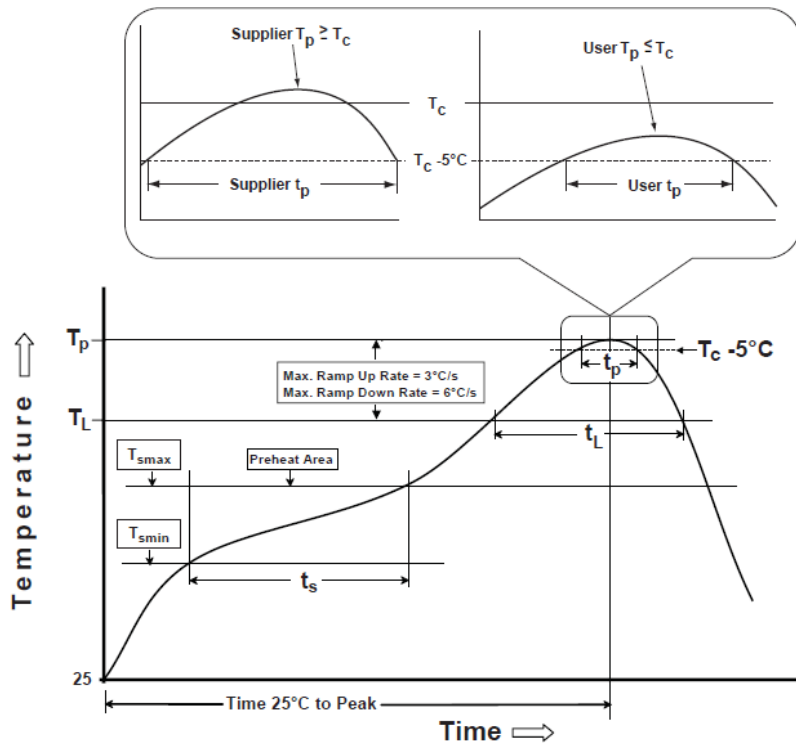 Supplier Tp ≥ Tc
User Tp ≤ Tc
Tc
Tc -5°C
Supplier tp
User tp
Tp
Tc -5°C
tp
Max. Ramp Up Rate = 3°C/s
Max. Ramp Down Rate = 6°C/s
TL
tL
Tsmax
Preheat Area
Tsmin
ts
Temperature
25
Time 25°C to Peak
Time